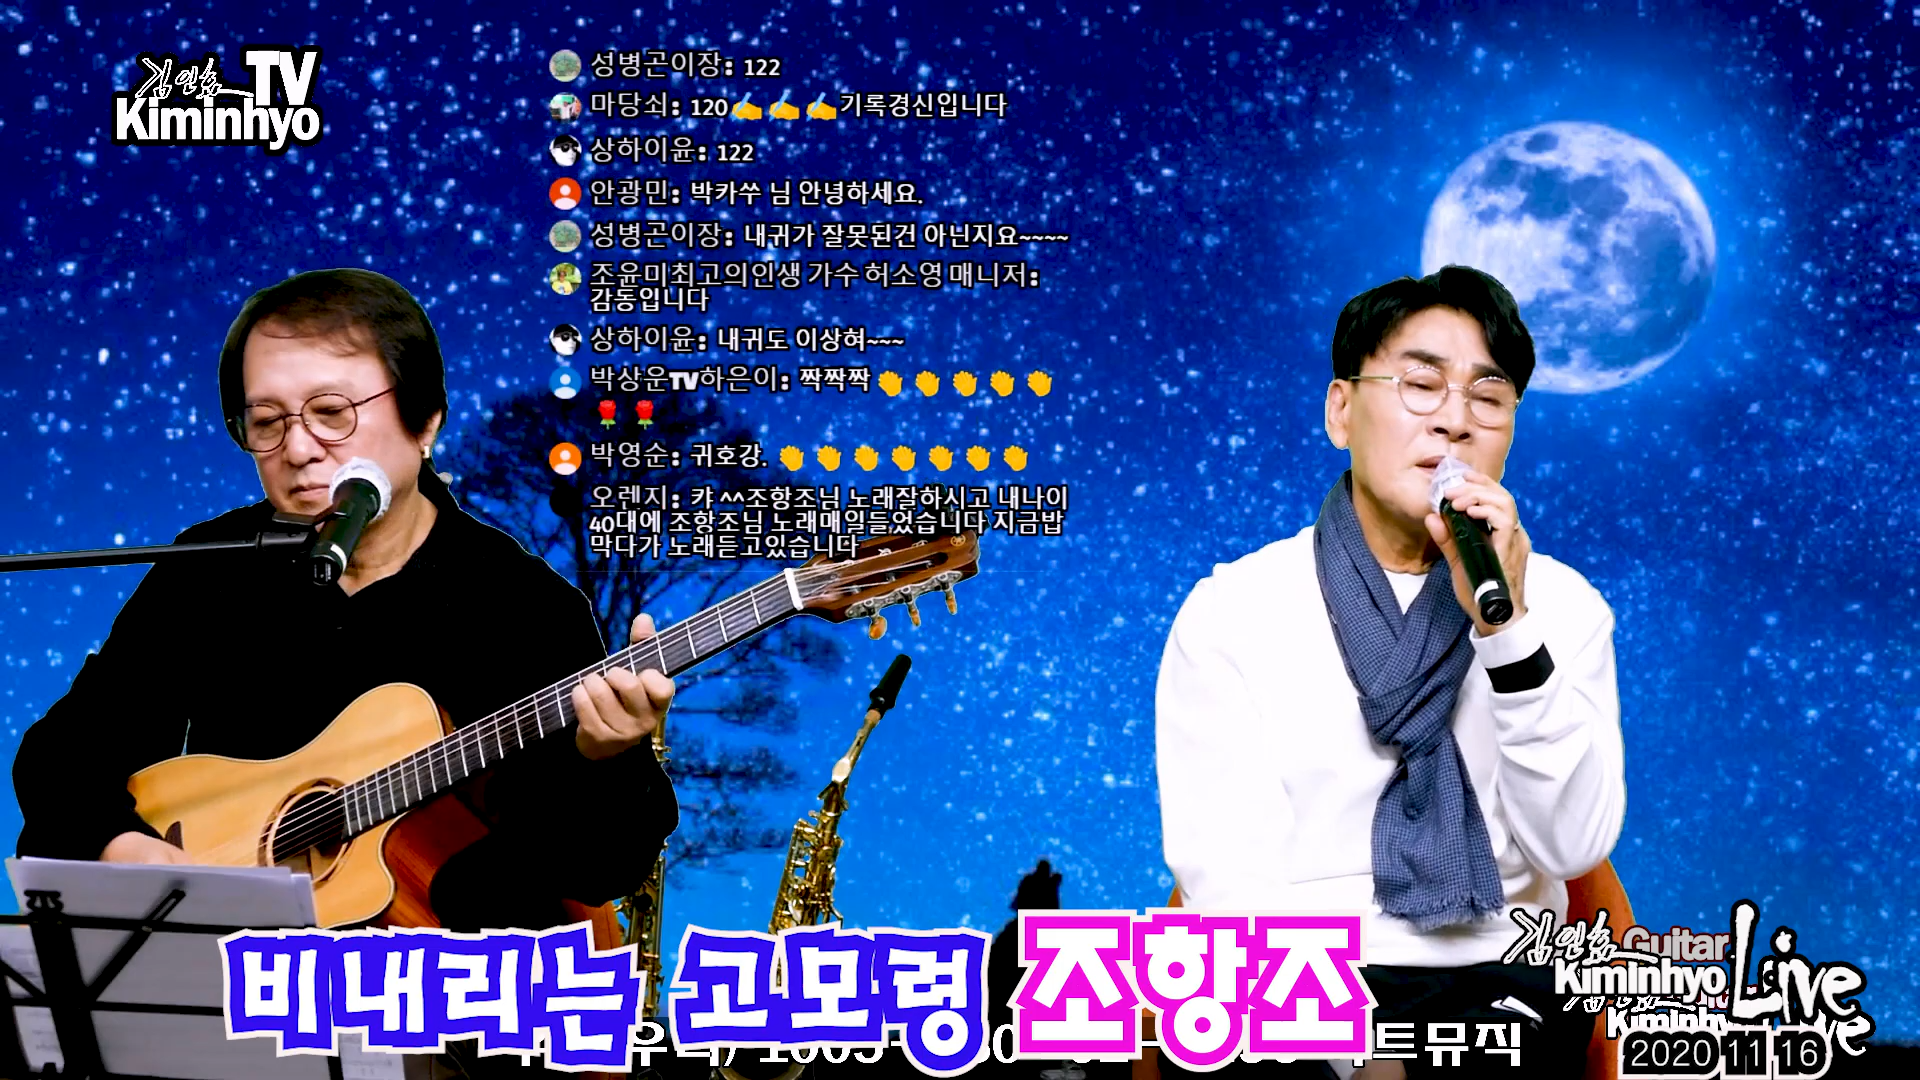 김인효 TV
KimInhyo
성병곤이장: 122
마당쇠: 120✍✍✍기록경신입니다
상하이윤: 122
안광민: 박카쑤 님 안녕하세요.
성병곤이장: 내귀가 잘못된건 아닌지요~~~~
조윤미최고의인생 가수 허소영 매니저:
감동입니다
상하이윤: 내귀도 이상혀~~~
박상운TV하은이: 짝짝짝 👏👏👏👏👏
🌹🌹
박영순: 귀호강. 👏👏👏👏👏👏👏
오렌지: 캬 ^^조항조님 노래잘하시고 내나이
40대에 조항조님 노래매일들었습니다 지금밥
막다가 노래듣고있습니다
비내리는 고모령 조항조
김인효 Guitar
KimInhyo Live
트뮤직
2020 11 16